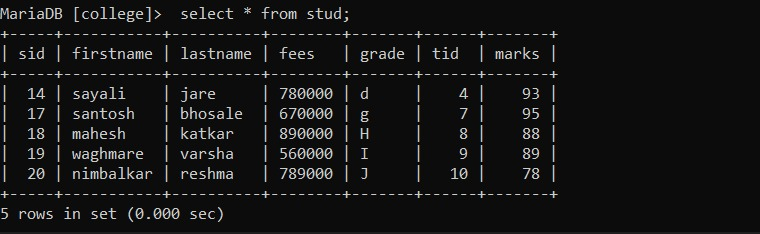 MariaDB [college]>  select * from stud;
+-----+-----------+----------+--------+-------+------+-------+
| sid | firstname | lastname | fees   | grade | tid  | marks |
+-----+-----------+----------+--------+-------+------+-------+
|  14 | sayali    | jare     | 780000 | d     |    4 |    93 |
|  17 | santosh   | bhosale  | 670000 | g     |    7 |    95 |
|  18 | mahesh    | katkar   | 890000 | H     |    8 |    88 |
|  19 | waghmare  | varsha   | 560000 | I     |    9 |    89 |
|  20 | nimbalkar | reshma   | 789000 | J     |   10 |    78 |
+-----+-----------+----------+--------+-------+------+-------+
5 rows in set (0.000 sec)